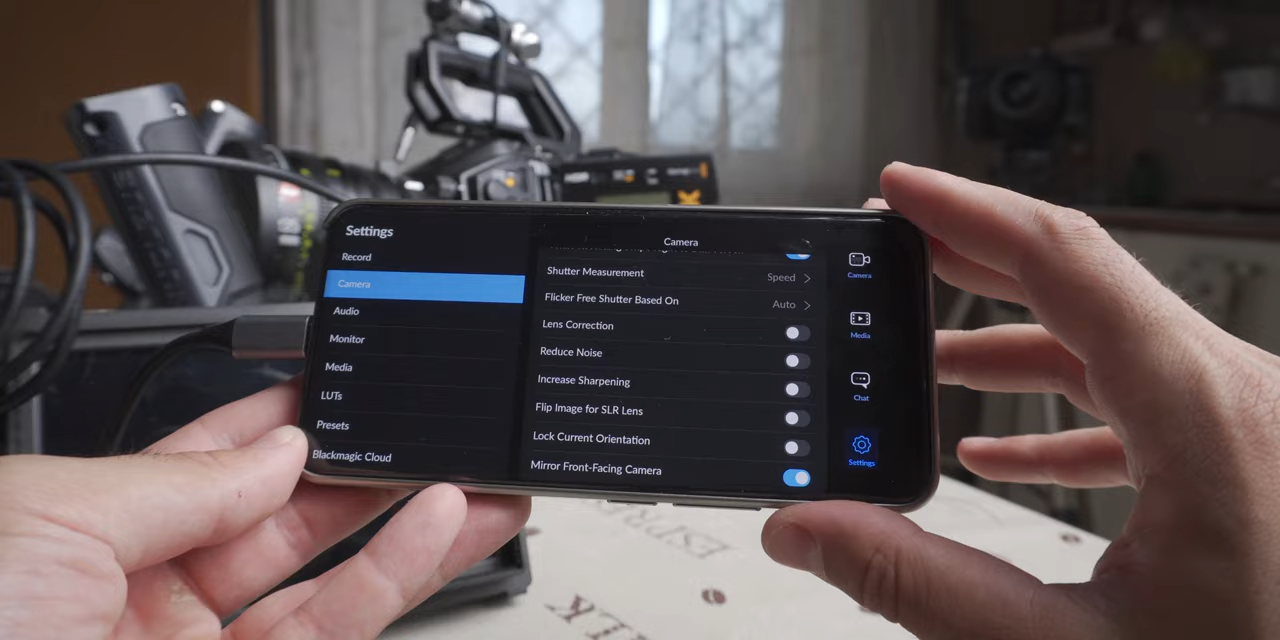 Settings
Record
Camera
Audio
Monitor
Media
LUTs
Presets
Blackmagic Cloud
Camera
Shutter Measurement Speed
Flicker Free Shutter Based On Auto
Lens Correction
Reduce Noise
Increase Sharpening
Flip Image for SLR Lens
Lock Current Orientation
Mirror Front-Facing Camera
Camera
Media
Chat
Settings